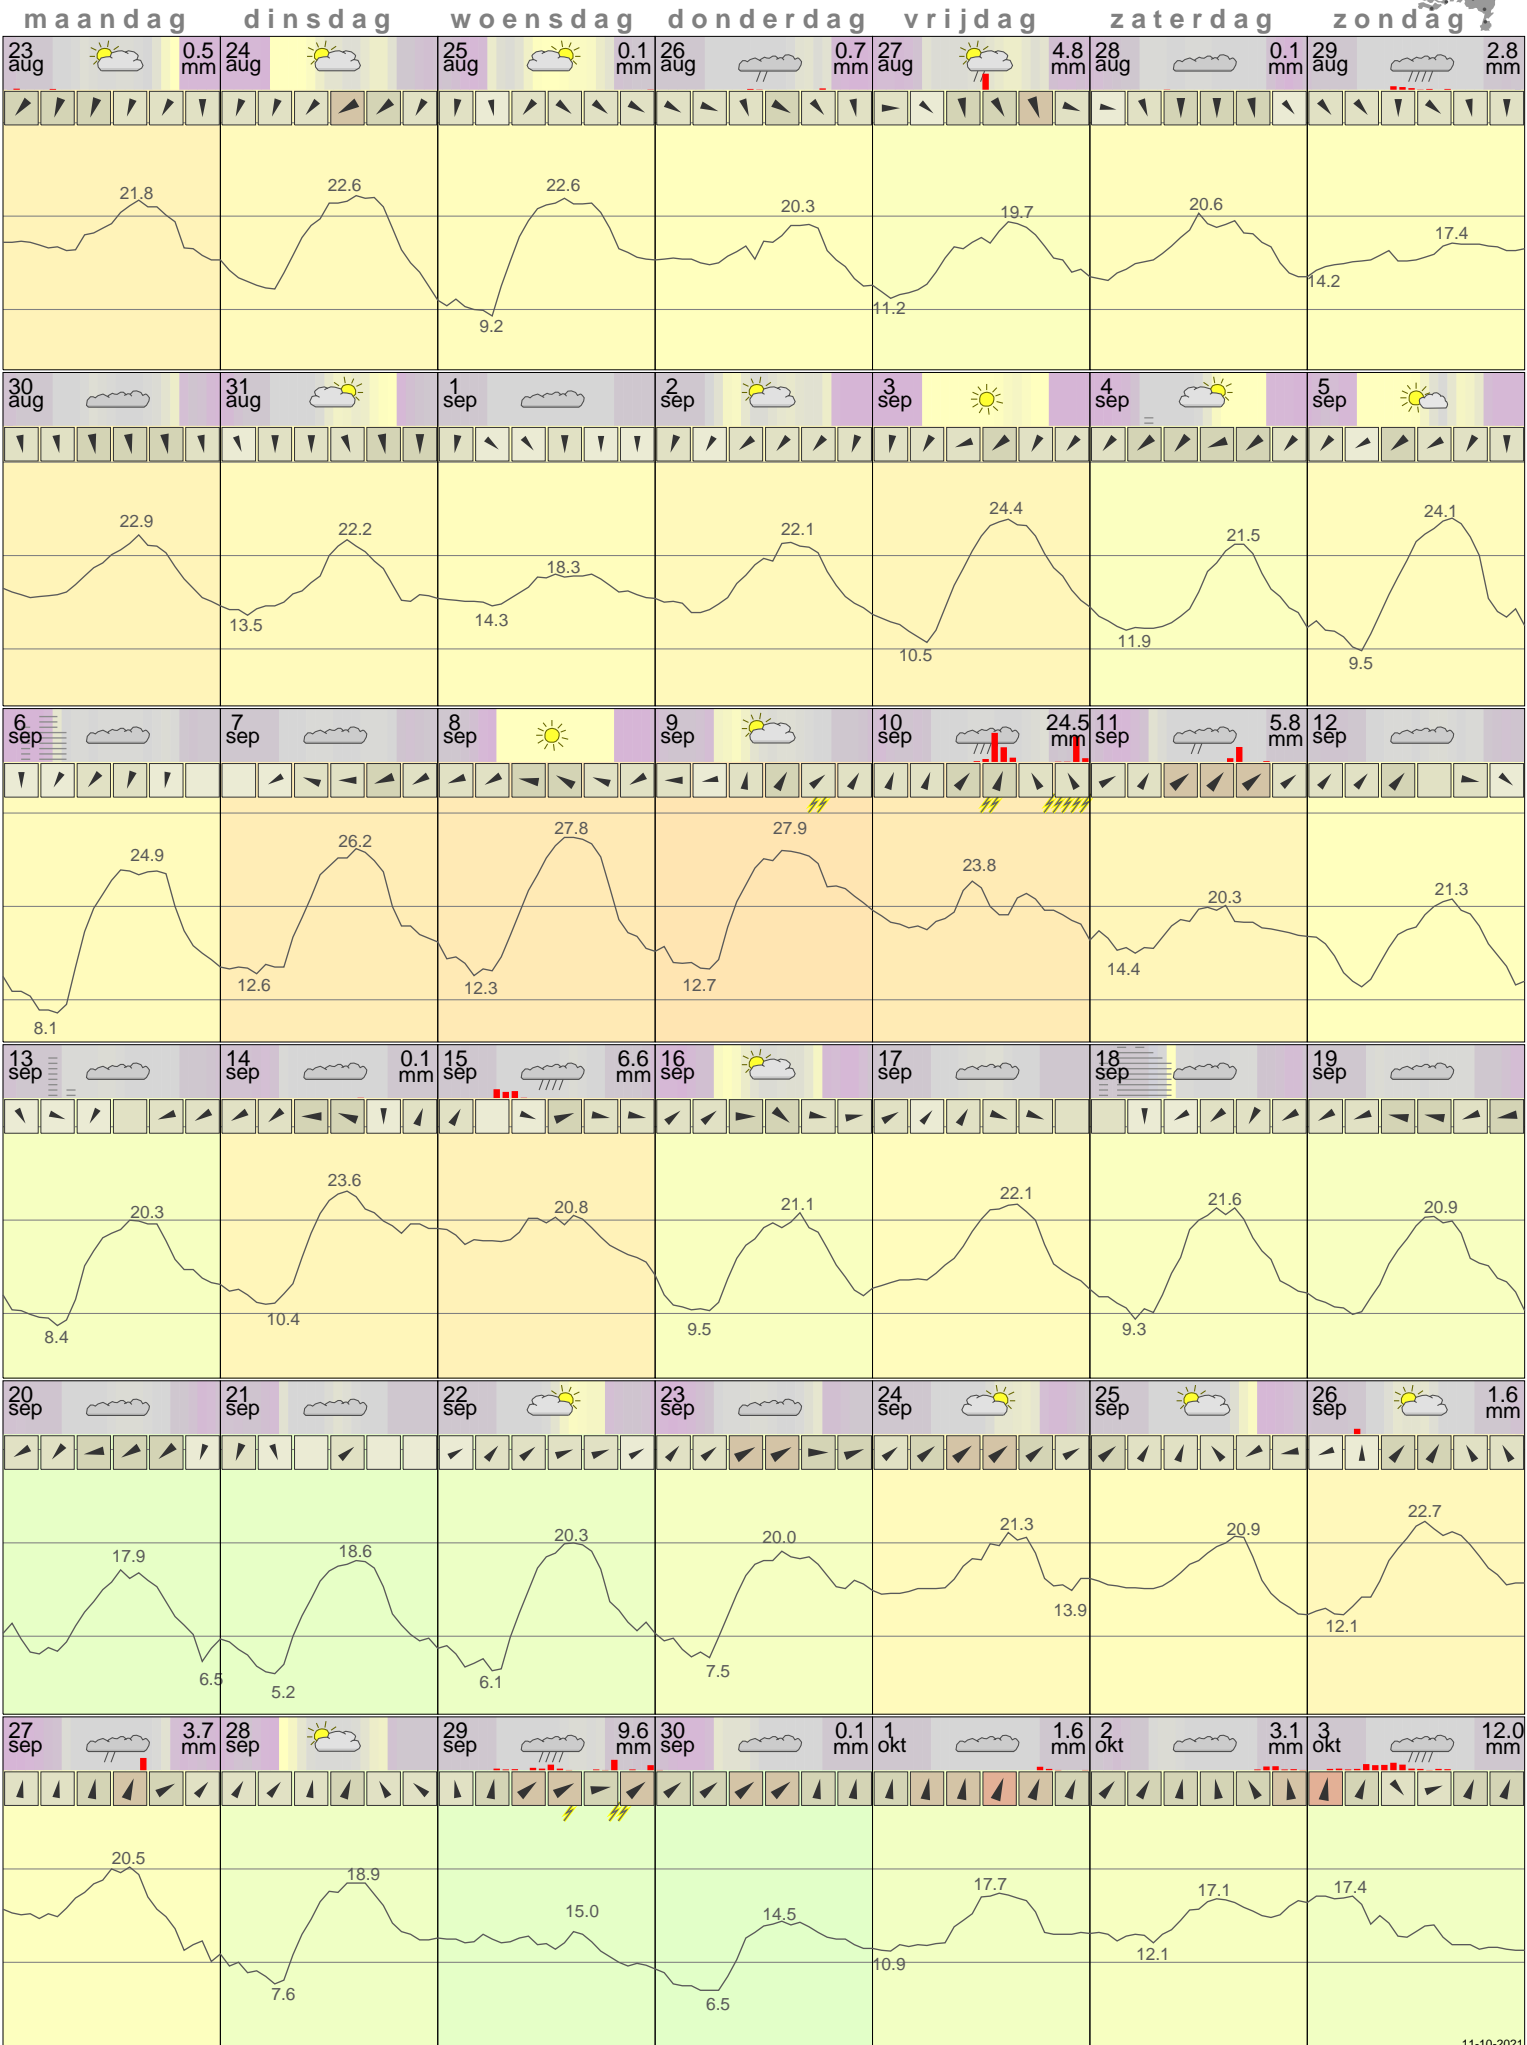 maandag dinsdag woensdag donderdag vrijdag zaterdag zondag
23 aug 0.5 mm 24 aug 25 aug 0.1 mm 26 aug 0.7 mm 27 aug 4.8 mm 28 aug 0.1 mm 29 aug 2.8 mm
21.8 22.6 22.6 20.3 19.7 20.6 17.4
9.2 11.2 14.2
30 aug 31 aug 1 sep 2 sep 3 sep 4 sep 5 sep
22.9 22.2 18.3 22.1 24.4 21.5 24.1
13.5 14.3 10.5 11.9 9.5
6 sep 7 sep 8 sep 9 sep 10 sep 24.5 mm 11 sep 5.8 mm 12 sep
24.9 26.2 27.8 27.9 23.8 20.3 21.3
8.1 12.6 12.3 12.7 14.4
13 sep 14 sep 0.1 mm 15 sep 6.6 mm 16 sep 17 sep 18 sep 19 sep
20.3 23.6 20.8 21.1 22.1 21.6 20.9
8.4 10.4 9.5 9.3
20 sep 21 sep 22 sep 23 sep 24 sep 25 sep 26 sep 1.6 mm
17.9 18.6 20.3 20.0 21.3 20.9 22.7
6.5 5.2 6.1 7.5 13.9 12.1
27 sep 3.7 mm 28 sep 29 sep 9.6 mm 30 sep 0.1 mm 1 okt 1.6 mm 2 okt 3.1 mm 3 okt 12.0 mm
20.5 18.9 15.0 14.5 17.7 17.1 17.4
7.6 6.5 10.9 12.1
11-10-2021